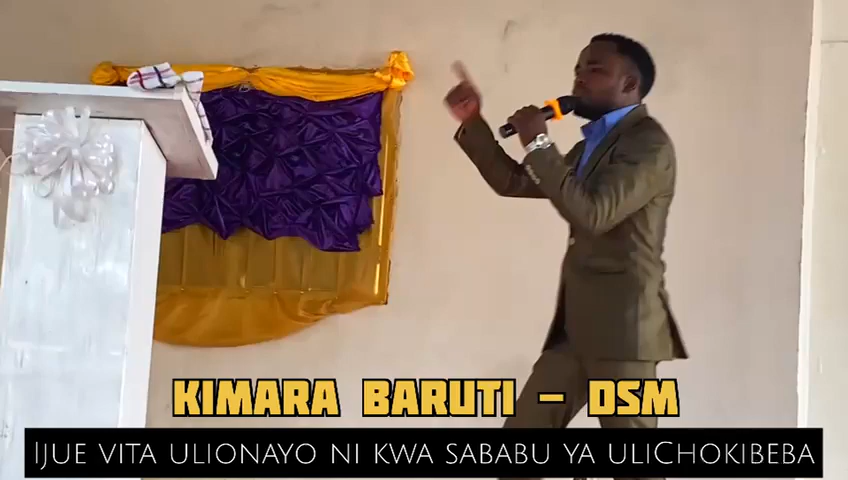 KIMARA BARUTI - DSM
IJUE VITA ULIONAYO NI KWA SABABU YA ULICHOKIBEBA